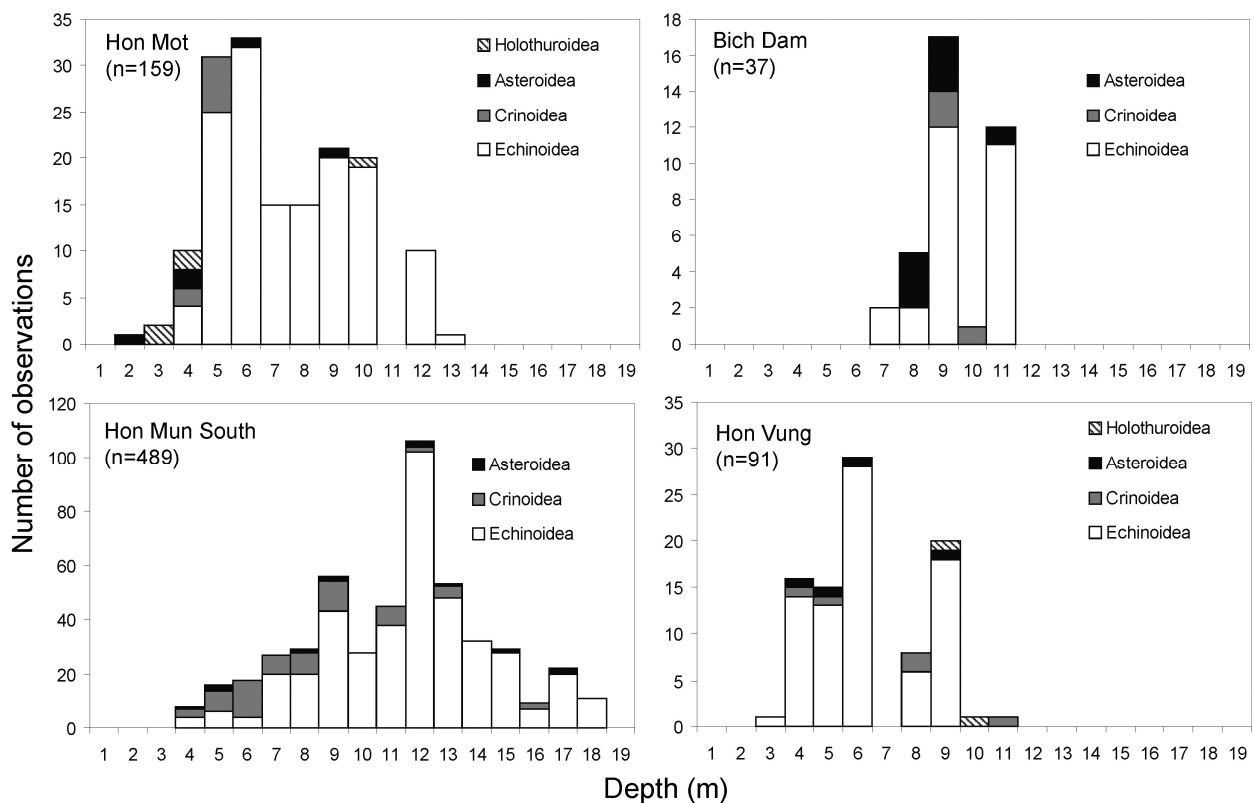 Number of observations
Hon Mot
(n=159)
Holothuroidea
Asteroidea
Crinoidea
Echinoidea
35
30
25
20
15
10
5
0
1 2 3 4 5 6 7 8 9 10 11 12 13 14 15 16 17 18 19
Bich Dam
(n=37)
Asteroidea
Crinoidea
Echinoidea
18
16
14
12
10
8
6
4
2
0
1 2 3 4 5 6 7 8 9 10 11 12 13 14 15 16 17 18 19
Hon Mun South
(n=489)
Asteroidea
Crinoidea
Echinoidea
120
100
80
60
40
20
0
1 2 3 4 5 6 7 8 9 10 11 12 13 14 15 16 17 18 19
Hon Vung
(n=91)
Holothuroidea
Asteroidea
Crinoidea
Echinoidea
35
30
25
20
15
10
5
0
1 2 3 4 5 6 7 8 9 10 11 12 13 14 15 16 17 18 19
Depth (m)